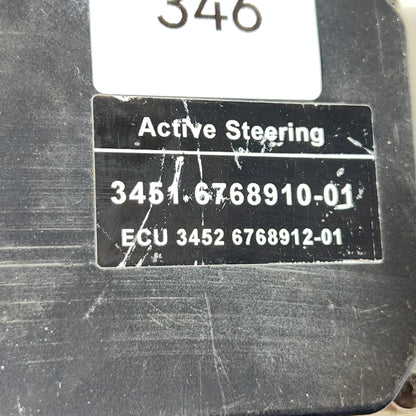 346
Active Steering
3451 6768910-01
ECU 3452 6768912-01